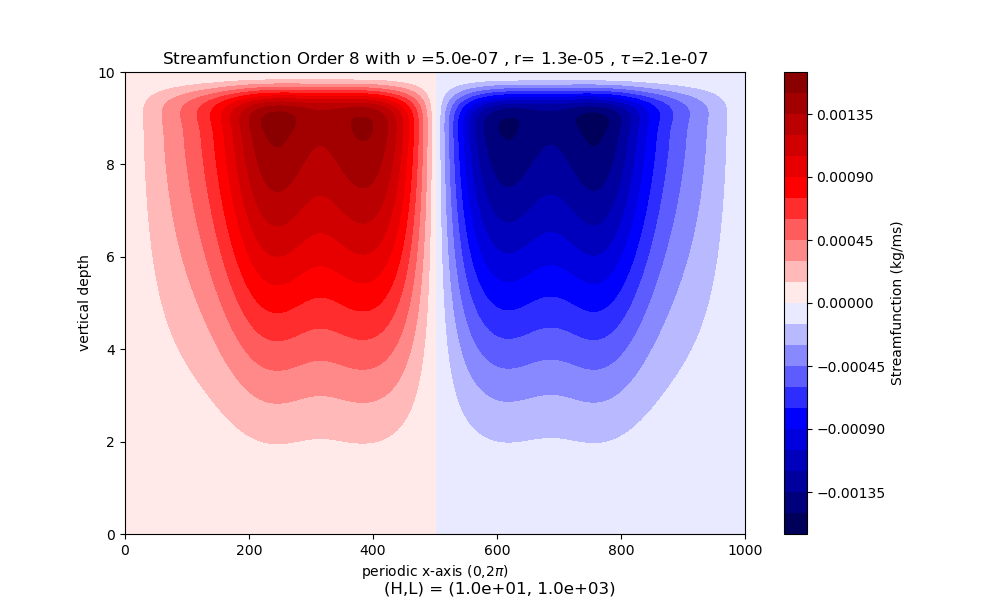 Streamfunction Order 8 with ν =5.0e-07 , r= 1.3e-05 , τ=2.1e-07
10
8
6
4
2
0
vertical depth
0 200 400 600 800 1000
periodic x-axis (0,2π)
(H,L) = (1.0e+01, 1.0e+03)
0.00135
0.00090
0.00045
0.00000
−0.00045
−0.00090
−0.00135
Streamfunction (kg/ms)